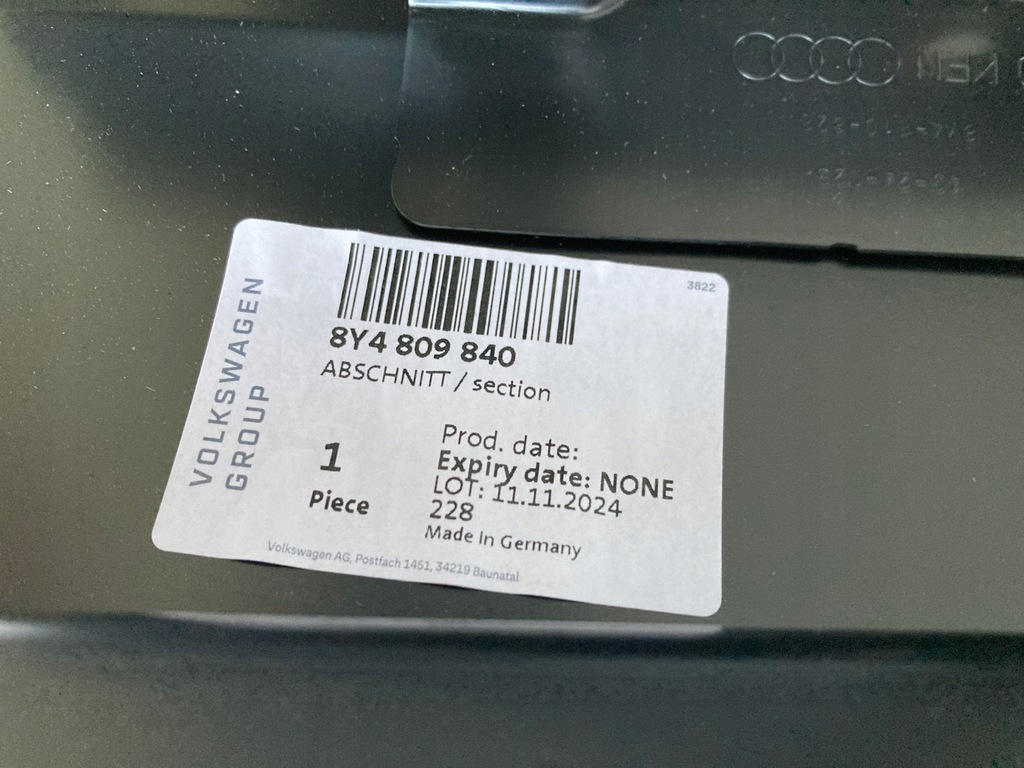 3822
8Y4 809 840
ABSCHNITT / section
VOLKSWAGEN
GROUP
1
Piece
Prod. date:
Expiry date: NONE
LOT: 11.11.2024
228
Made In Germany
Volkswagen AG, Postfach 1451, 34219 Baunatal